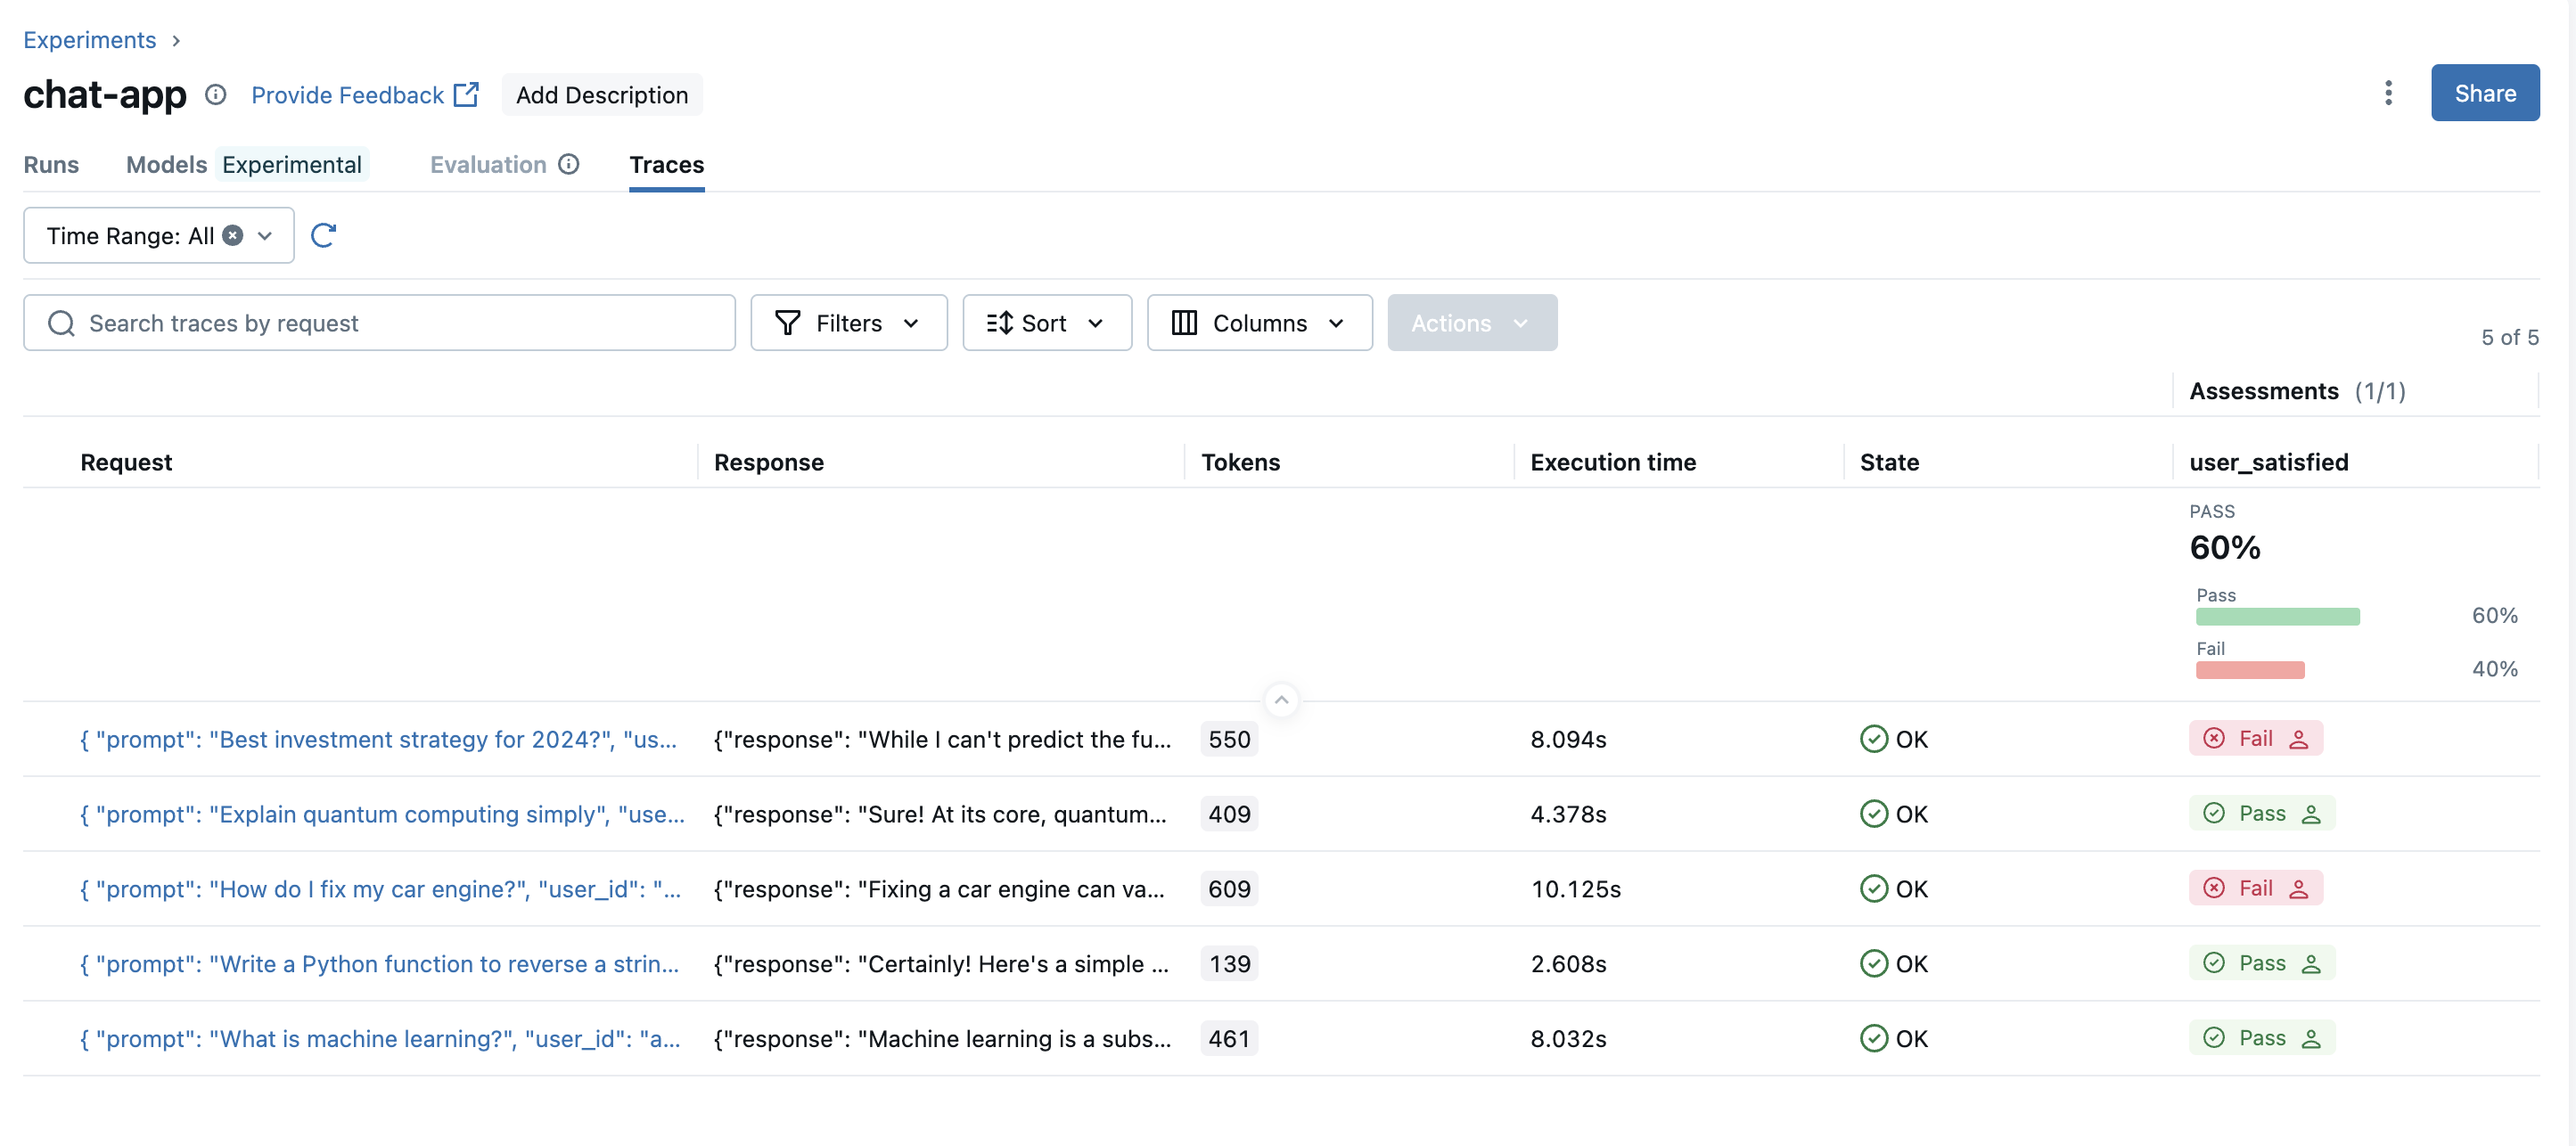 Experiments
chat-app Provide Feedback Add Description Share
Runs Models Experimental Evaluation Traces
Time Range: All
Search traces by request Filters Sort Columns Actions 5 of 5
Assessments (1/1)
Request Response Tokens Execution time State user_satisfied
PASS
60%
Pass
60%
Fail
40%
{ "prompt": "Best investment strategy for 2024?", "us... {"response": "While I can't predict the fu... 550 8.094s OK Fail
{ "prompt": "Explain quantum computing simply", "use... {"response": "Sure! At its core, quantum... 409 4.378s OK Pass
{ "prompt": "How do I fix my car engine?", "user_id": "... {"response": "Fixing a car engine can va... 609 10.125s OK Fail
{ "prompt": "Write a Python function to reverse a strin... {"response": "Certainly! Here's a simple ... 139 2.608s OK Pass
{ "prompt": "What is machine learning?", "user_id": "a... {"response": "Machine learning is a subs... 461 8.032s OK Pass